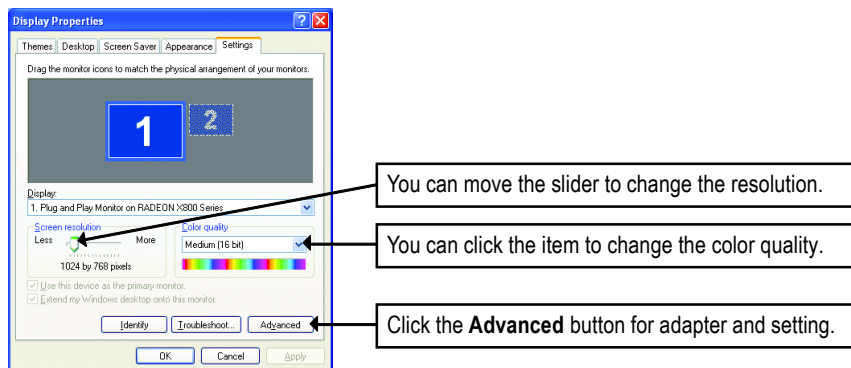 Display Properties
Themes Desktop Screen Saver Appearance Settings
Drag the monitor icons to match the physical arrangement of your monitors.
1
2
Display:
1. Plug and Play Monitor on RADEON X800 Series
Screen resolution
Less More
1024 by 768 pixels
Color quality
Medium (16 bit)
Use this device as the primary monitor.
Extend my Windows desktop onto this monitor.
Identify Troubleshoot... Advanced
OK Cancel Apply
You can move the slider to change the resolution.
You can click the item to change the color quality.
Click the Advanced button for adapter and setting.